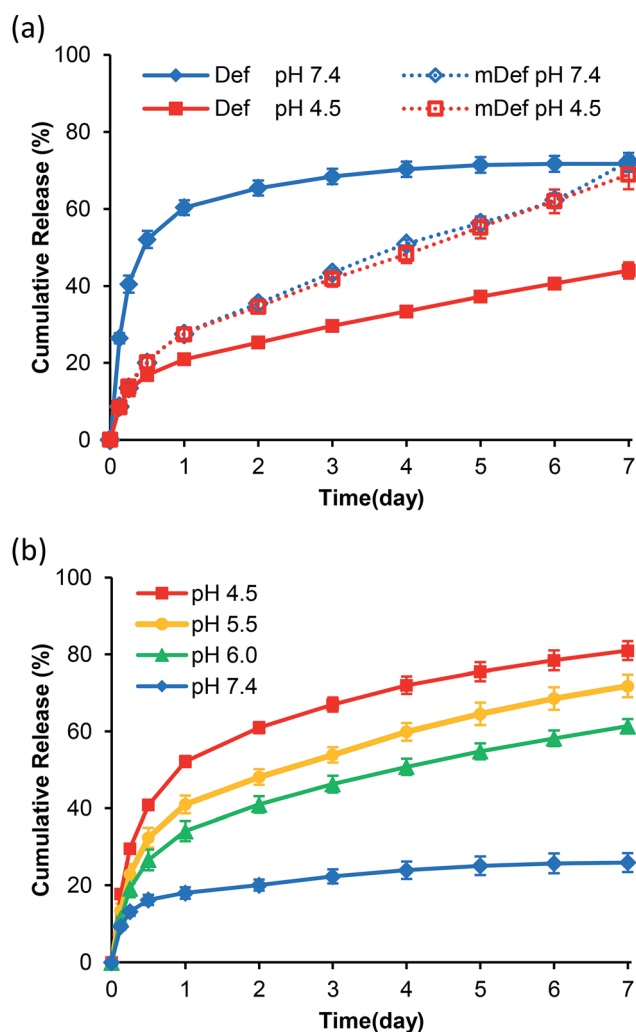 (a)
100
80
60
40
20
0
Cumulative Release (%)
Def pH 7.4
mDef pH 7.4
Def pH 4.5
mDef pH 4.5
0 1 2 3 4 5 6 7
Time(day)
(b)
100
80
60
40
20
0
Cumulative Release (%)
pH 4.5
pH 5.5
pH 6.0
pH 7.4
0 1 2 3 4 5 6 7
Time(day)